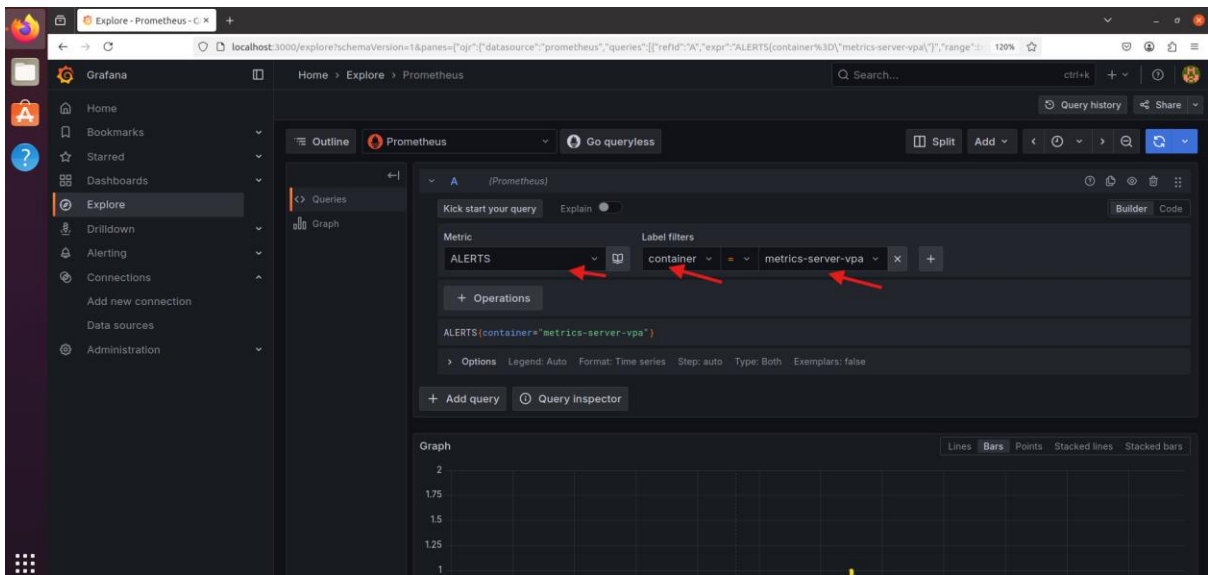 Explore - Prometheus - G
localhost:3000/explore?schemaVersion=1&panes={"ojr":{"datasource":"prometheus","queries":[{"refId":"A","expr":"ALERTS{container%3D\"metrics-server-vpa\"}","range":t
120%
Grafana
Home > Explore > Prometheus
Search...
ctrl+k
Home
Bookmarks
Starred
Dashboards
Explore
Drilldown
Alerting
Connections
Add new connection
Data sources
Administration
Query history
Share
Outline
Prometheus
Go queryless
Split
Add
Queries
Graph
A (Prometheus)
Kick start your query
Explain
Builder
Code
Metric
Label filters
ALERTS
container = metrics-server-vpa
+ Operations
ALERTS{container="metrics-server-vpa"}
Options Legend: Auto Format: Time series Step: auto Type: Both Exemplars: false
+ Add query
Query inspector
Graph
Lines Bars Points Stacked lines Stacked bars
2
1.75
1.5
1.25
1